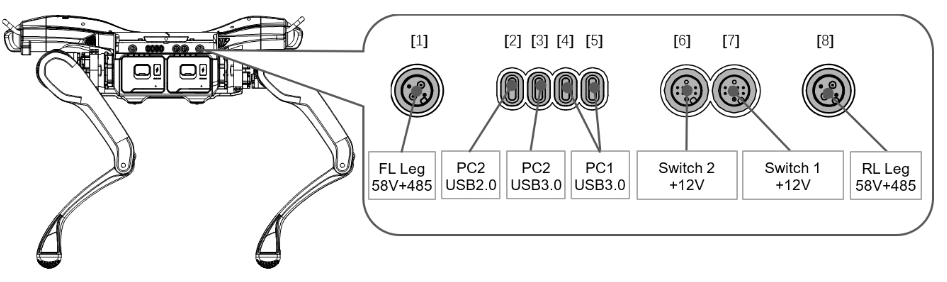 [1] [2] [3] [4] [5] [6] [7] [8]
FL Leg
58V+485
PC2
USB2.0
PC2
USB3.0
PC1
USB3.0
Switch 2
+12V
Switch 1
+12V
RL Leg
58V+485